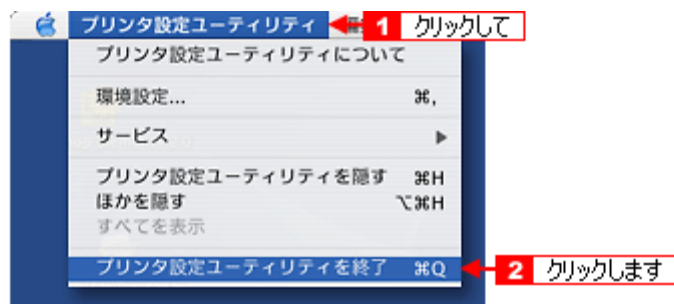 プリンタ設定ユーティリティ 1 クリックして
プリンタ設定ユーティリティについて
環境設定... ⌘,
サービス ▶
プリンタ設定ユーティリティを隠す ⌘H
ほかを隠す ⌥⌘H
すべてを表示
プリンタ設定ユーティリティを終了 ⌘Q 2 クリックします